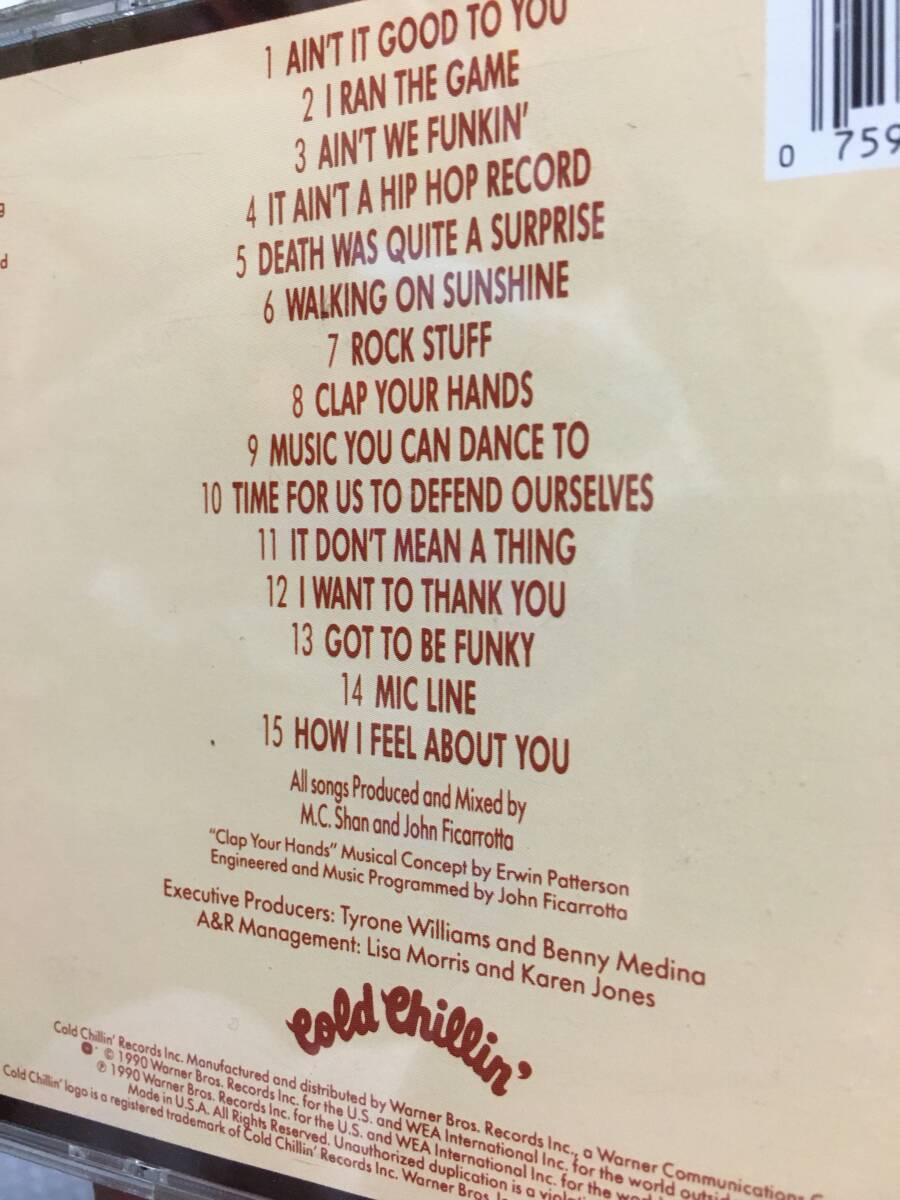 1 AIN'T IT GOOD TO YOU
2 I RAN THE GAME
3 AIN'T WE FUNKIN'
4 IT AIN'T A HIP HOP RECORD
5 DEATH WAS QUITE A SURPRISE
6 WALKING ON SUNSHINE
7 ROCK STUFF
8 CLAP YOUR HANDS
9 MUSIC YOU CAN DANCE TO
10 TIME FOR US TO DEFEND OURSELVES
11 IT DON'T MEAN A THING
12 I WANT TO THANK YOU
13 GOT TO BE FUNKY
14 MIC LINE
15 HOW I FEEL ABOUT YOU
All songs Produced and Mixed by
M.C. Shan and John Ficarrotta
"Clap Your Hands" Musical Concept by Erwin Patterson
Engineered and Music Programmed by John Ficarrotta
Executive Producers: Tyrone Williams and Benny Medina
A&R Management: Lisa Morris and Karen Jones
Cold Chillin'
Cold Chillin' Records Inc. Manufactured and distributed by Warner Bros. Records Inc., a Warner Communications
© 1990 Warner Bros. Records Inc. for the U.S. and WEA International Inc. for the world
℗ 1990 Warner Bros. Records Inc. for the U.S. and WEA International Inc. for the
Made in U.S.A. All Rights Reserved. Unauthorized duplication is a
Cold Chillin' logo is a registered trademark of Cold Chillin' Records Inc. Warner Bros.
0 759